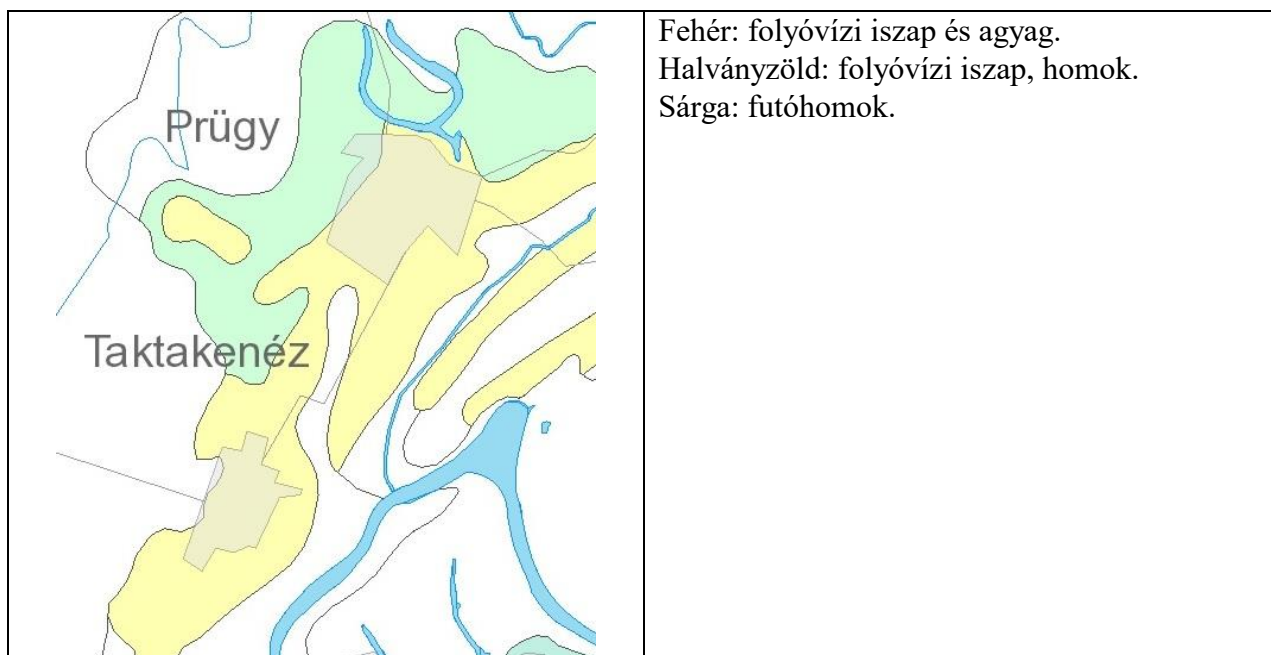 Prügy
Taktakenéz
Fehér: folyóvízi iszap és agyag.
Halványzöld: folyóvízi iszap, homok.
Sárga: futóhomok.